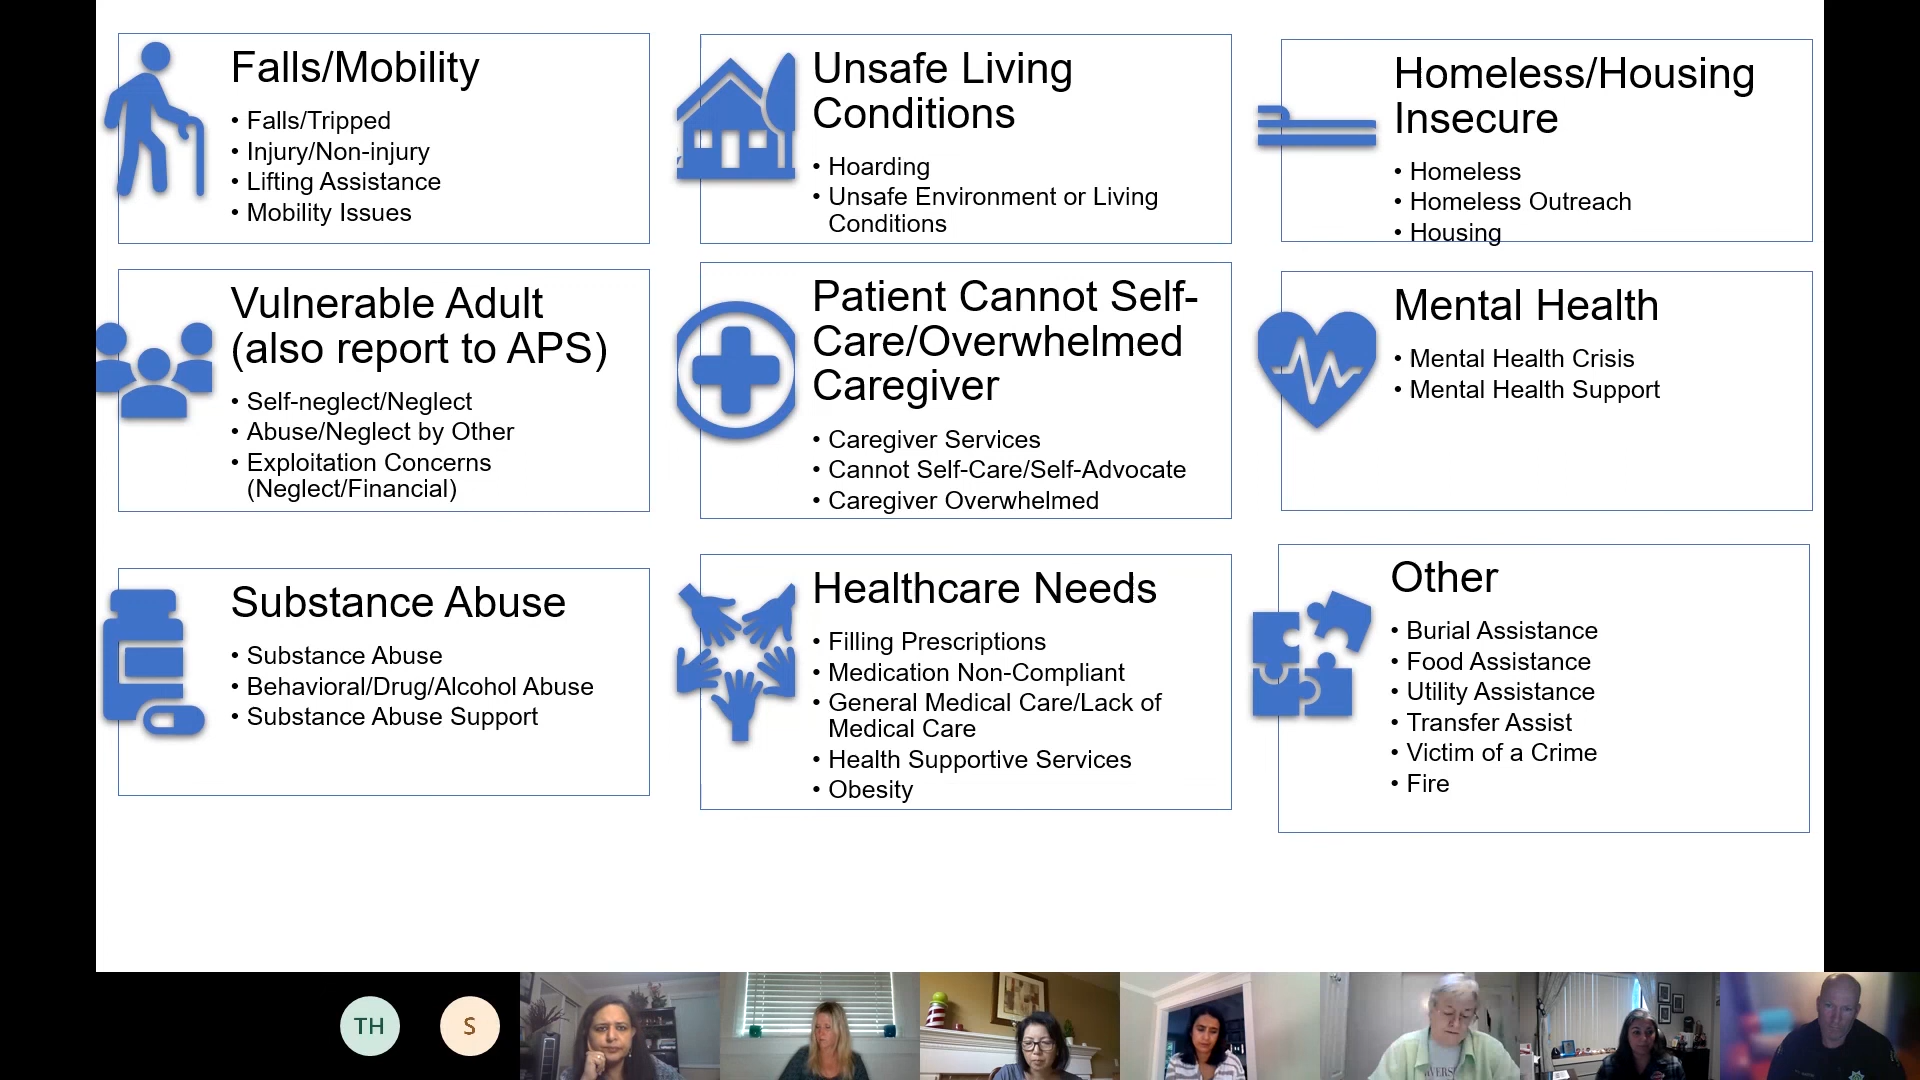 Falls/Mobility
• Falls/Tripped
• Injury/Non-injury
• Lifting Assistance
• Mobility Issues
Unsafe Living
Conditions
• Hoarding
• Unsafe Environment or Living
Conditions
Homeless/Housing
Insecure
• Homeless
• Homeless Outreach
• Housing
Vulnerable Adult
(also report to APS)
• Self-neglect/Neglect
• Abuse/Neglect by Other
• Exploitation Concerns
(Neglect/Financial)
Patient Cannot Self-
Care/Overwhelmed
Caregiver
• Caregiver Services
• Cannot Self-Care/Self-Advocate
• Caregiver Overwhelmed
Mental Health
• Mental Health Crisis
• Mental Health Support
Substance Abuse
• Substance Abuse
• Behavioral/Drug/Alcohol Abuse
• Substance Abuse Support
Healthcare Needs
• Filling Prescriptions
• Medication Non-Compliant
• General Medical Care/Lack of
Medical Care
• Health Supportive Services
• Obesity
Other
• Burial Assistance
• Food Assistance
• Utility Assistance
• Transfer Assist
• Victim of a Crime
• Fire
TH
S